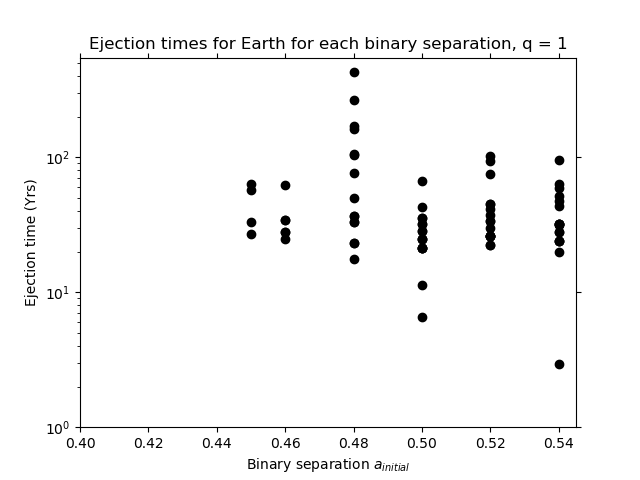 Ejection times for Earth for each binary separation, q = 1
Ejection time (Yrs)
10²
10¹
10⁰
0.40 0.42 0.44 0.46 0.48 0.50 0.52 0.54
Binary separation a_initial